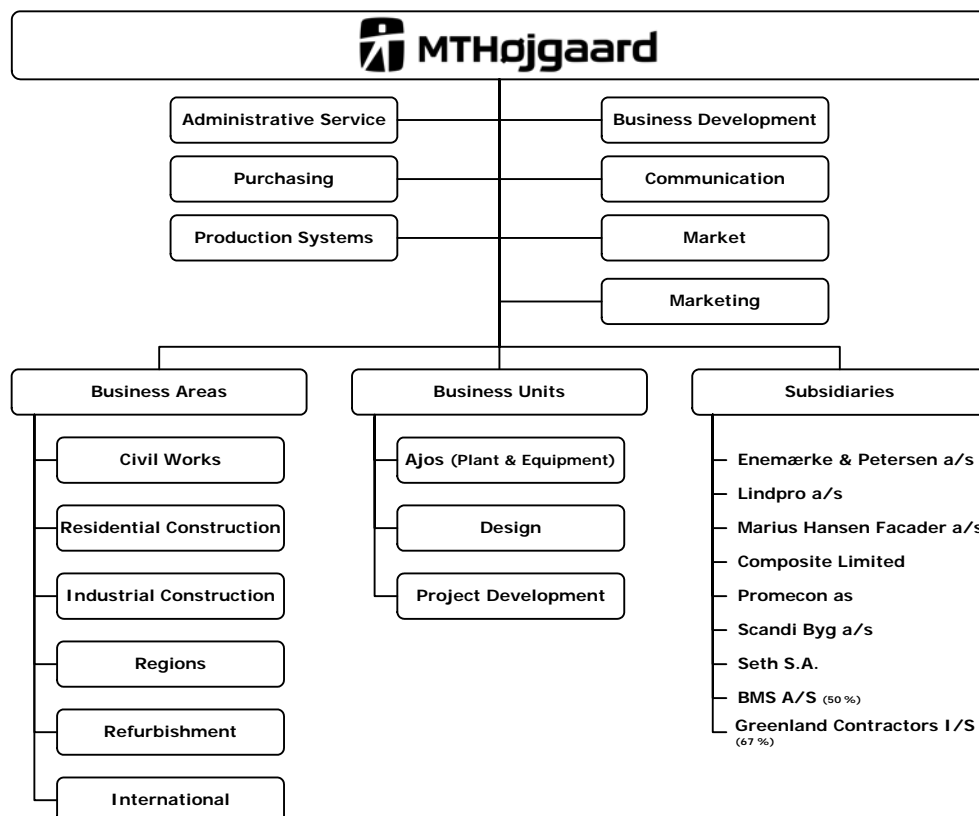 MTHøjgaard
Administrative Service
Business Development
Purchasing
Communication
Production Systems
Market
Marketing
Business Areas
Civil Works
Residential Construction
Industrial Construction
Regions
Refurbishment
International
Business Units
Ajos (Plant & Equipment)
Design
Project Development
Subsidiaries
Enemærke & Petersen a/s
Lindpro a/s
Marius Hansen Facader a/s
Composite Limited
Promecon as
Scandi Byg a/s
Seth S.A.
BMS A/S (50 %)
Greenland Contractors I/S
(67 %)